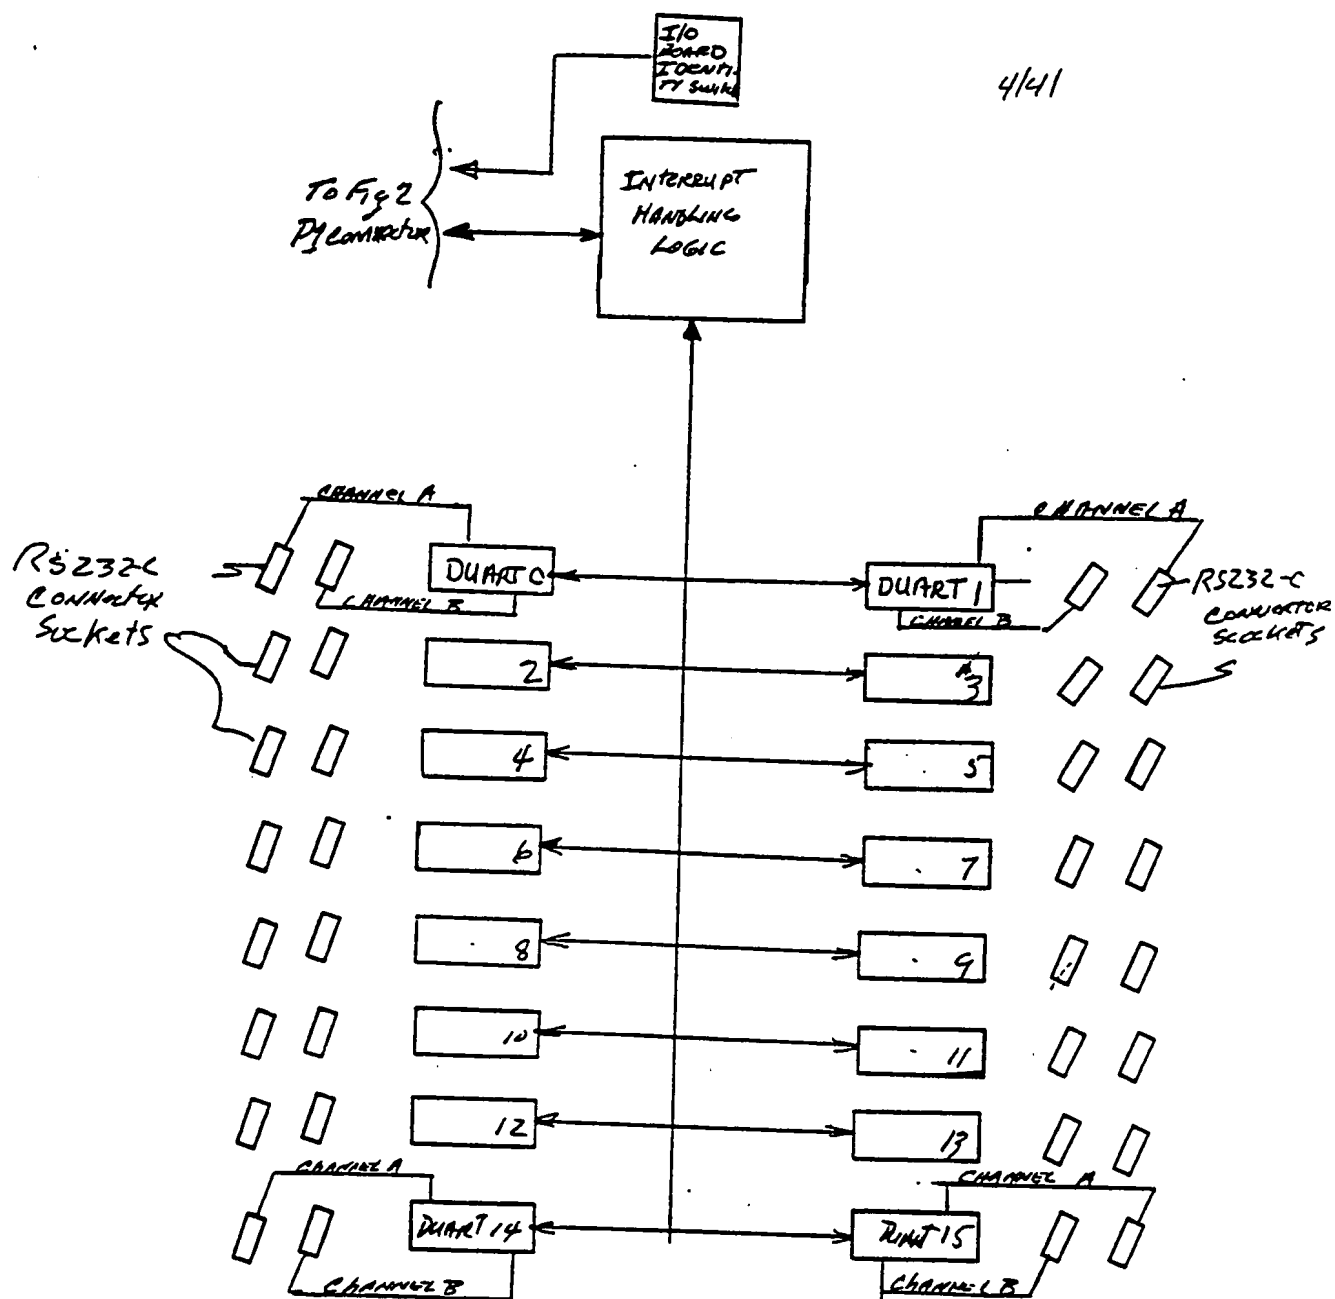 I/O
BOARD
IDENTI-
TY Switch
4/41
INTERRUPT
HANDLING
LOGIC
To Fig 2
P1 connector
CHANNEL A
CHANNEL A
RS232-C
CONNECTOR
Sockets
DUART 0
DUART 1
RS232-C
CONNECTOR
SOCKETS
CHANNEL B
CHANEL B
2
3
4
5
6
7
8
9
10
11
12
13
CHANNEL A
CHANNEL A
DUART 14
DUART 15
CHANNEL B
CHANNEL B